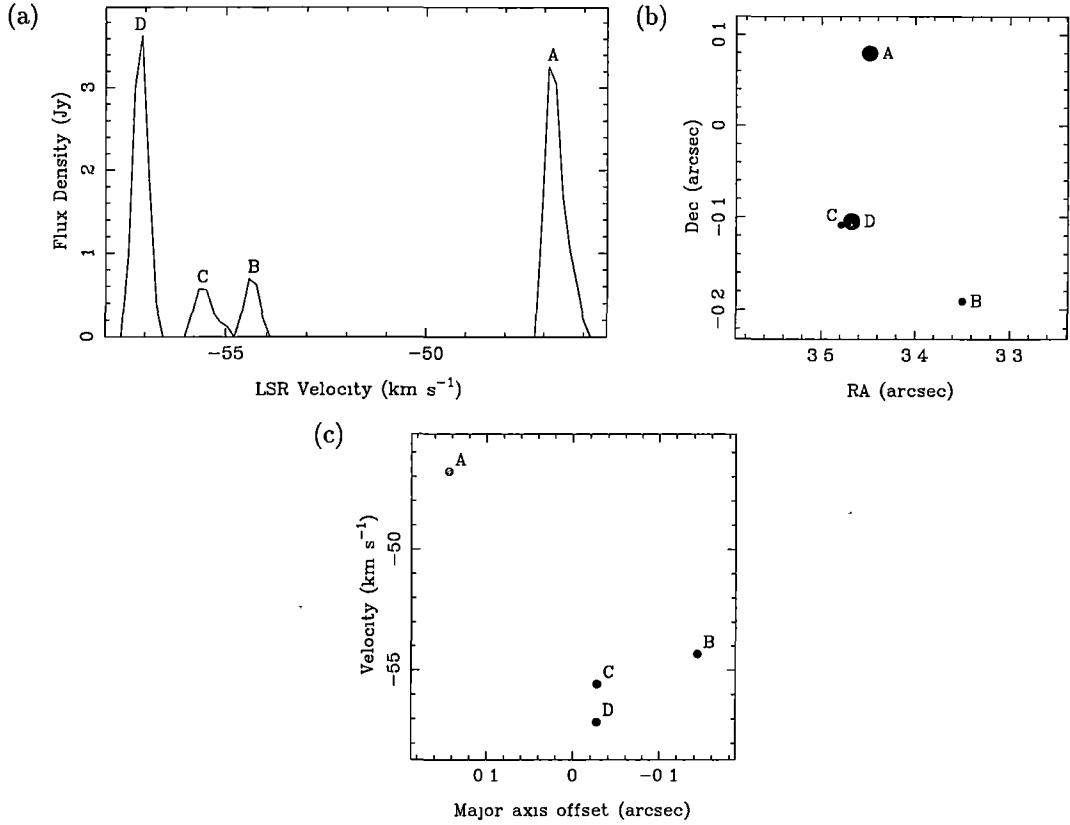 (a)
D
A
C
B
Flux Density (Jy)
3
2
1
0
−55
−50
LSR Velocity (km s⁻¹)
(b)
A
C
D
B
Dec (arcsec)
0 1
0
−0 1
−0 2
3 5
3 4
3 3
RA (arcsec)
(c)
A
B
C
D
Velocity (km s⁻¹)
−50
−55
0 1
0
−0 1
Major axis offset (arcsec)